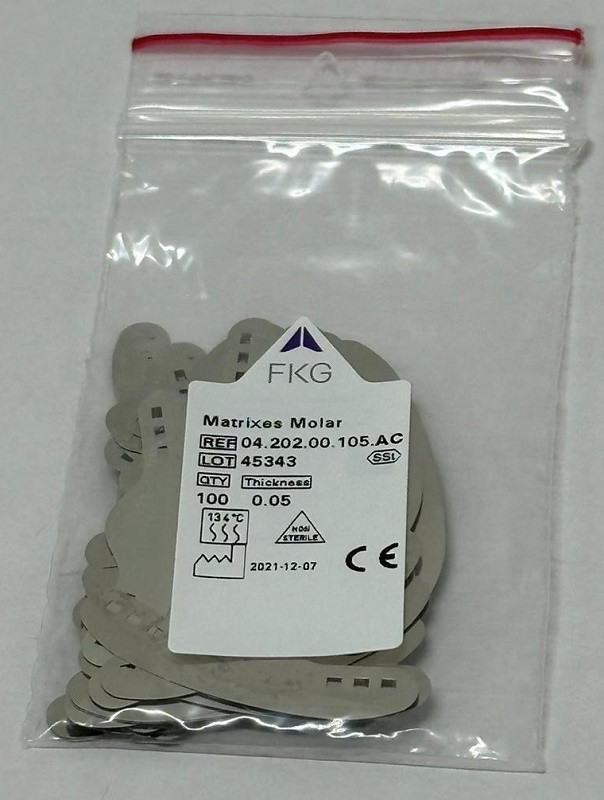 FKG
Matrixes Molar
REF 04.202.00.105.AC
LOT 45343 SSt
QTY Thickness
100 0.05
134°C
NON
STERILE
2021-12-07
CE